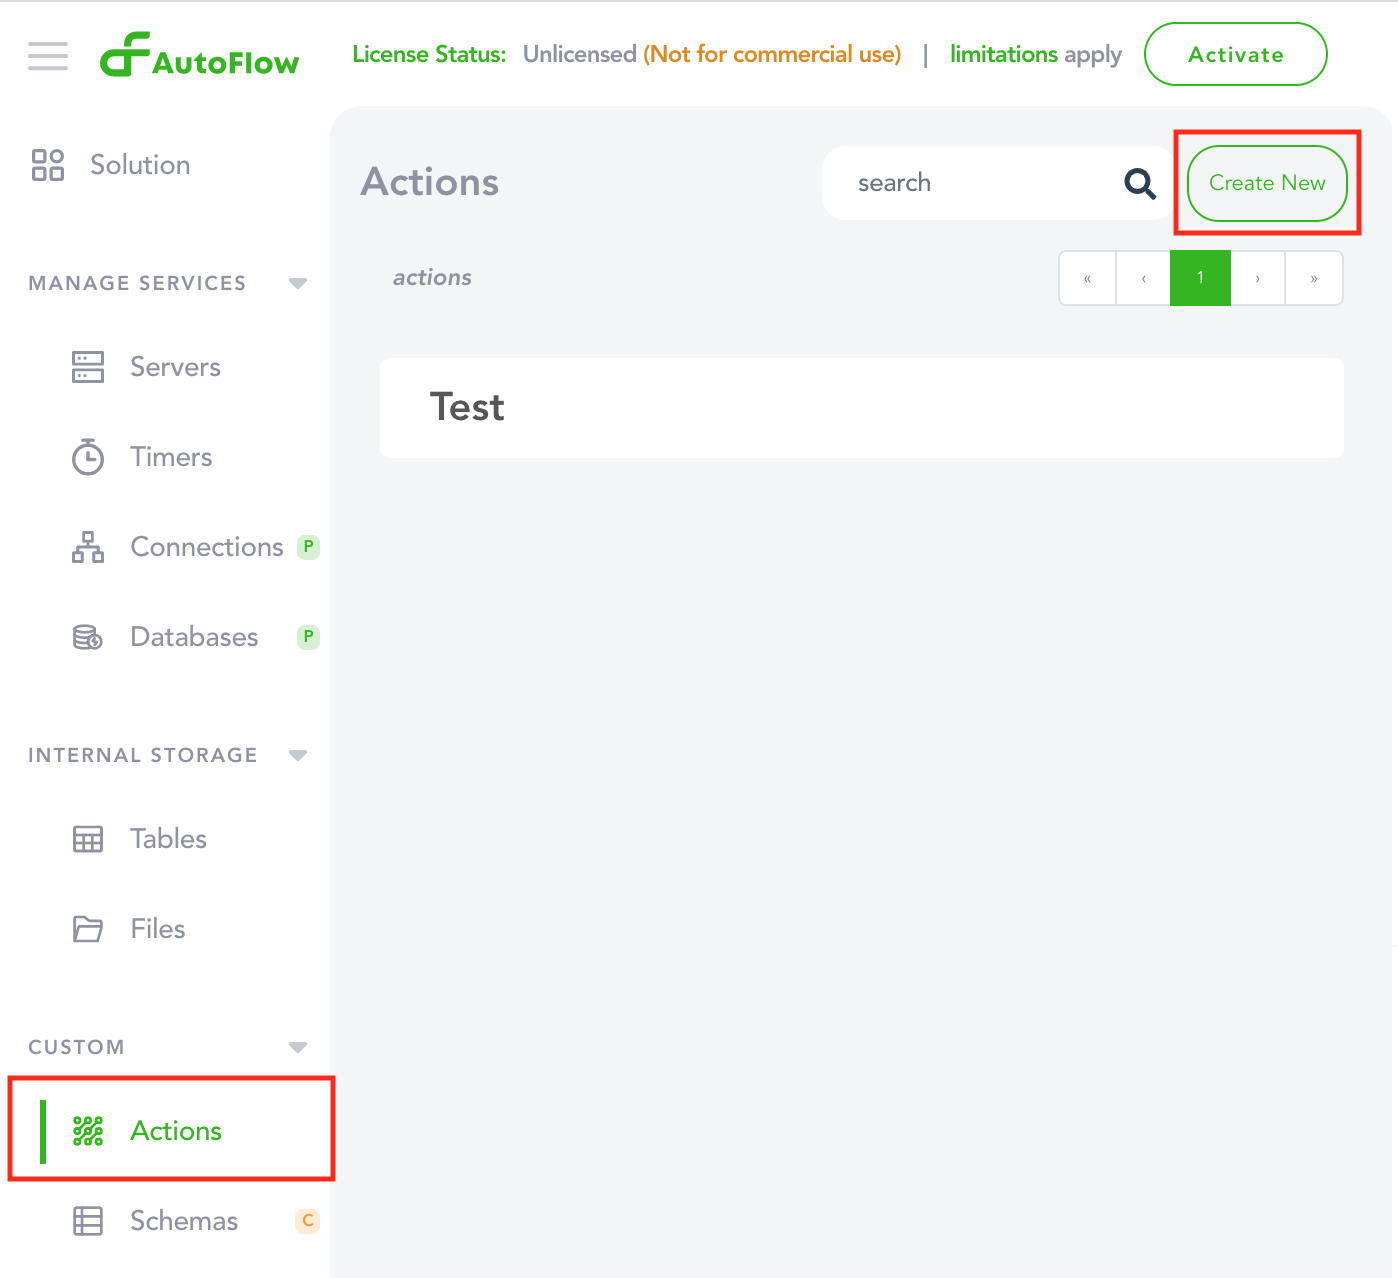 AutoFlow
License Status: Unlicensed (Not for commercial use) | limitations apply
Activate
Solution
Actions
search
Create New
MANAGE SERVICES
actions
« ‹ 1 › »
Servers
Test
Timers
Connections P
Databases P
INTERNAL STORAGE
Tables
Files
CUSTOM
Actions
Schemas C